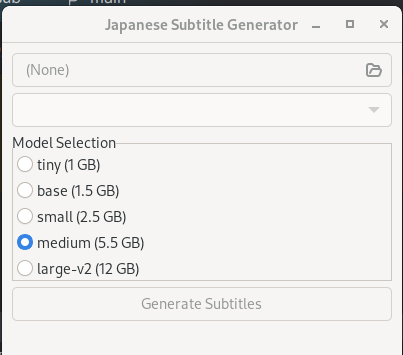 main
Japanese Subtitle Generator
(None)
Model Selection
tiny (1 GB)
base (1.5 GB)
small (2.5 GB)
medium (5.5 GB)
large-v2 (12 GB)
Generate Subtitles